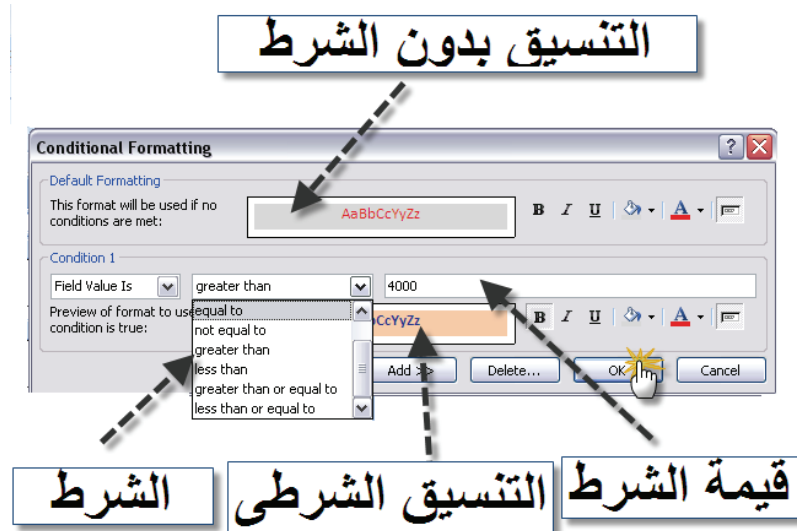 التنسيق بدون الشرط
Conditional Formatting
Default Formatting
This format will be used if no
conditions are met:
AaBbCcYyZz
B I U A
Condition 1
Field Value Is
greater than
4000
Preview of format to use
condition is true:
equal to
not equal to
greater than
less than
greater than or equal to
less than or equal to
CcYyZz
B I U A
Add >>
Delete...
OK
Cancel
الشرط
التنسيق الشرطى
قيمة الشرط